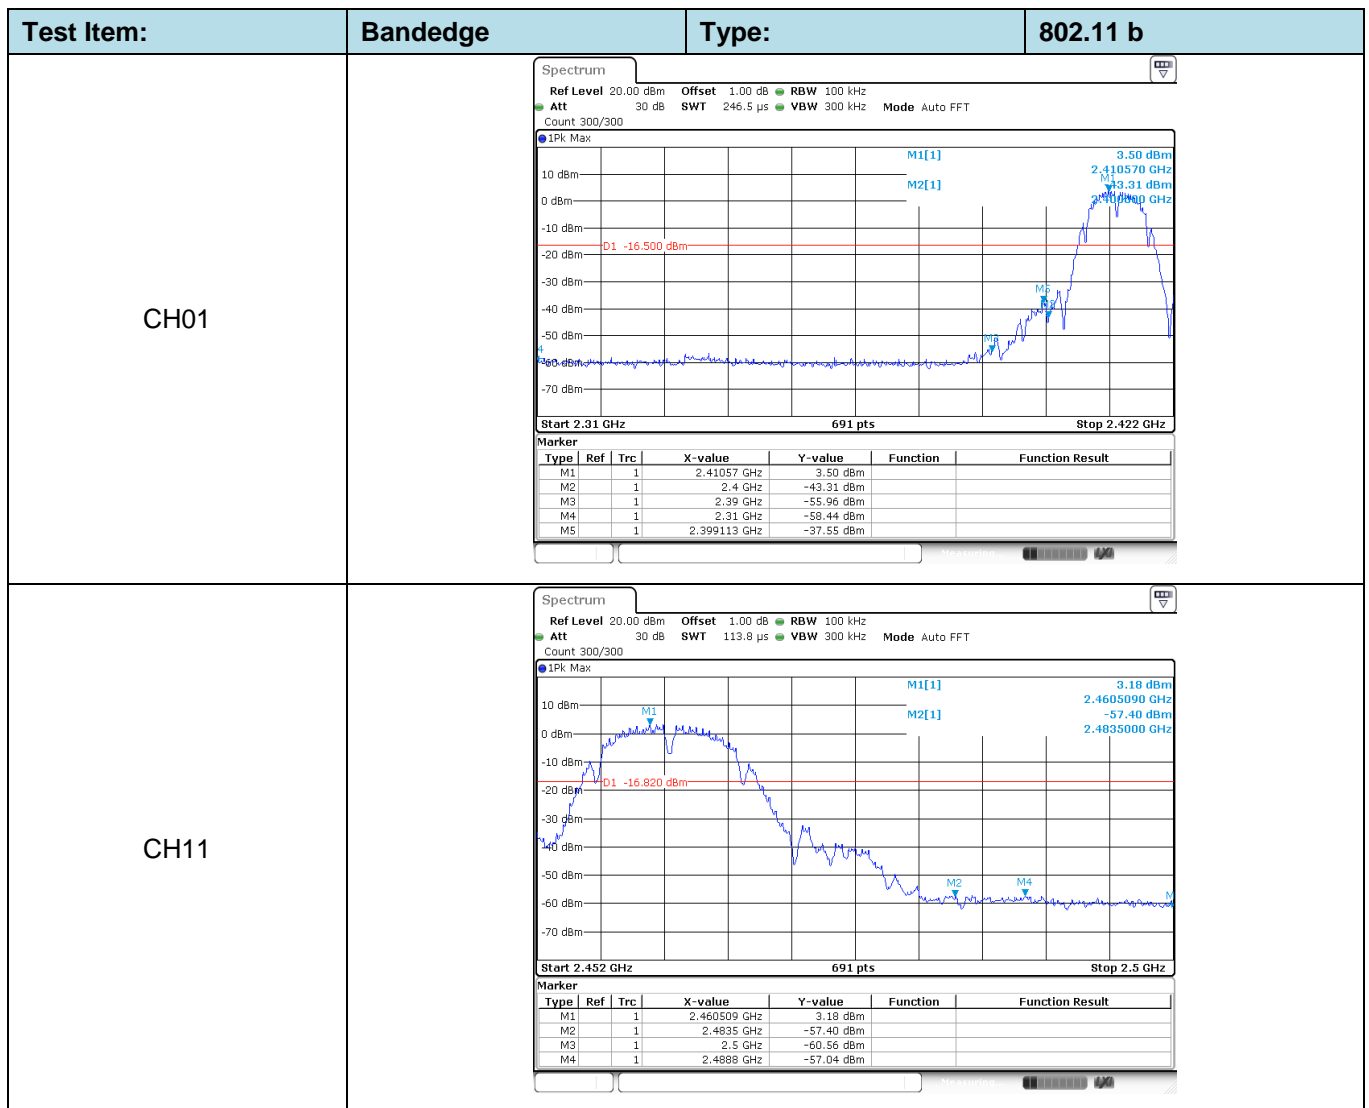 Test Item: Bandedge Type: 802.11 b
CH01
Spectrum
Ref Level 20.00 dBm Offset 1.00 dB RBW 100 kHz
Att 30 dB SWT 246.5 µs VBW 300 kHz Mode Auto FFT
Count 300/300
1Pk Max
M1[1] 3.50 dBm
2.410570 GHz
M2[1] -43.31 dBm
2.400000 GHz
M1
10 dBm
0 dBm
-10 dBm
D1 -16.500 dBm
-20 dBm
-30 dBm
M5
-40 dBm
-50 dBm
M3
-60 dBm
-70 dBm
Start 2.31 GHz 691 pts Stop 2.422 GHz
Marker
Type Ref Trc X-value Y-value Function Function Result
M1 1 2.41057 GHz 3.50 dBm
M2 1 2.4 GHz -43.31 dBm
M3 1 2.39 GHz -55.96 dBm
M4 1 2.31 GHz -58.44 dBm
M5 1 2.399113 GHz -37.55 dBm
Measuring...
CH11
Spectrum
Ref Level 20.00 dBm Offset 1.00 dB RBW 100 kHz
Att 30 dB SWT 113.8 µs VBW 300 kHz Mode Auto FFT
Count 300/300
1Pk Max
M1[1] 3.18 dBm
2.4605090 GHz
M2[1] -57.40 dBm
2.4835000 GHz
10 dBm
M1
0 dBm
-10 dBm
D1 -16.820 dBm
-20 dBm
-30 dBm
-40 dBm
-50 dBm
M2 M4
-60 dBm
-70 dBm
Start 2.452 GHz 691 pts Stop 2.5 GHz
Marker
Type Ref Trc X-value Y-value Function Function Result
M1 1 2.460509 GHz 3.18 dBm
M2 1 2.4835 GHz -57.40 dBm
M3 1 2.5 GHz -60.56 dBm
M4 1 2.4888 GHz -57.04 dBm
Measuring...